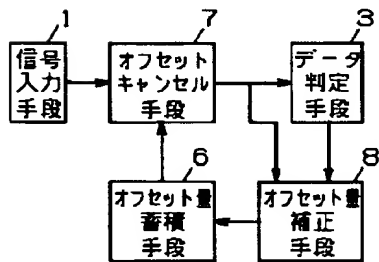 1
信号
入力
手段
7
オフセット
キャンセル
手段
3
データ
判定
手段
6
オフセット量
蓄積
手段
8
オフセット量
補正
手段